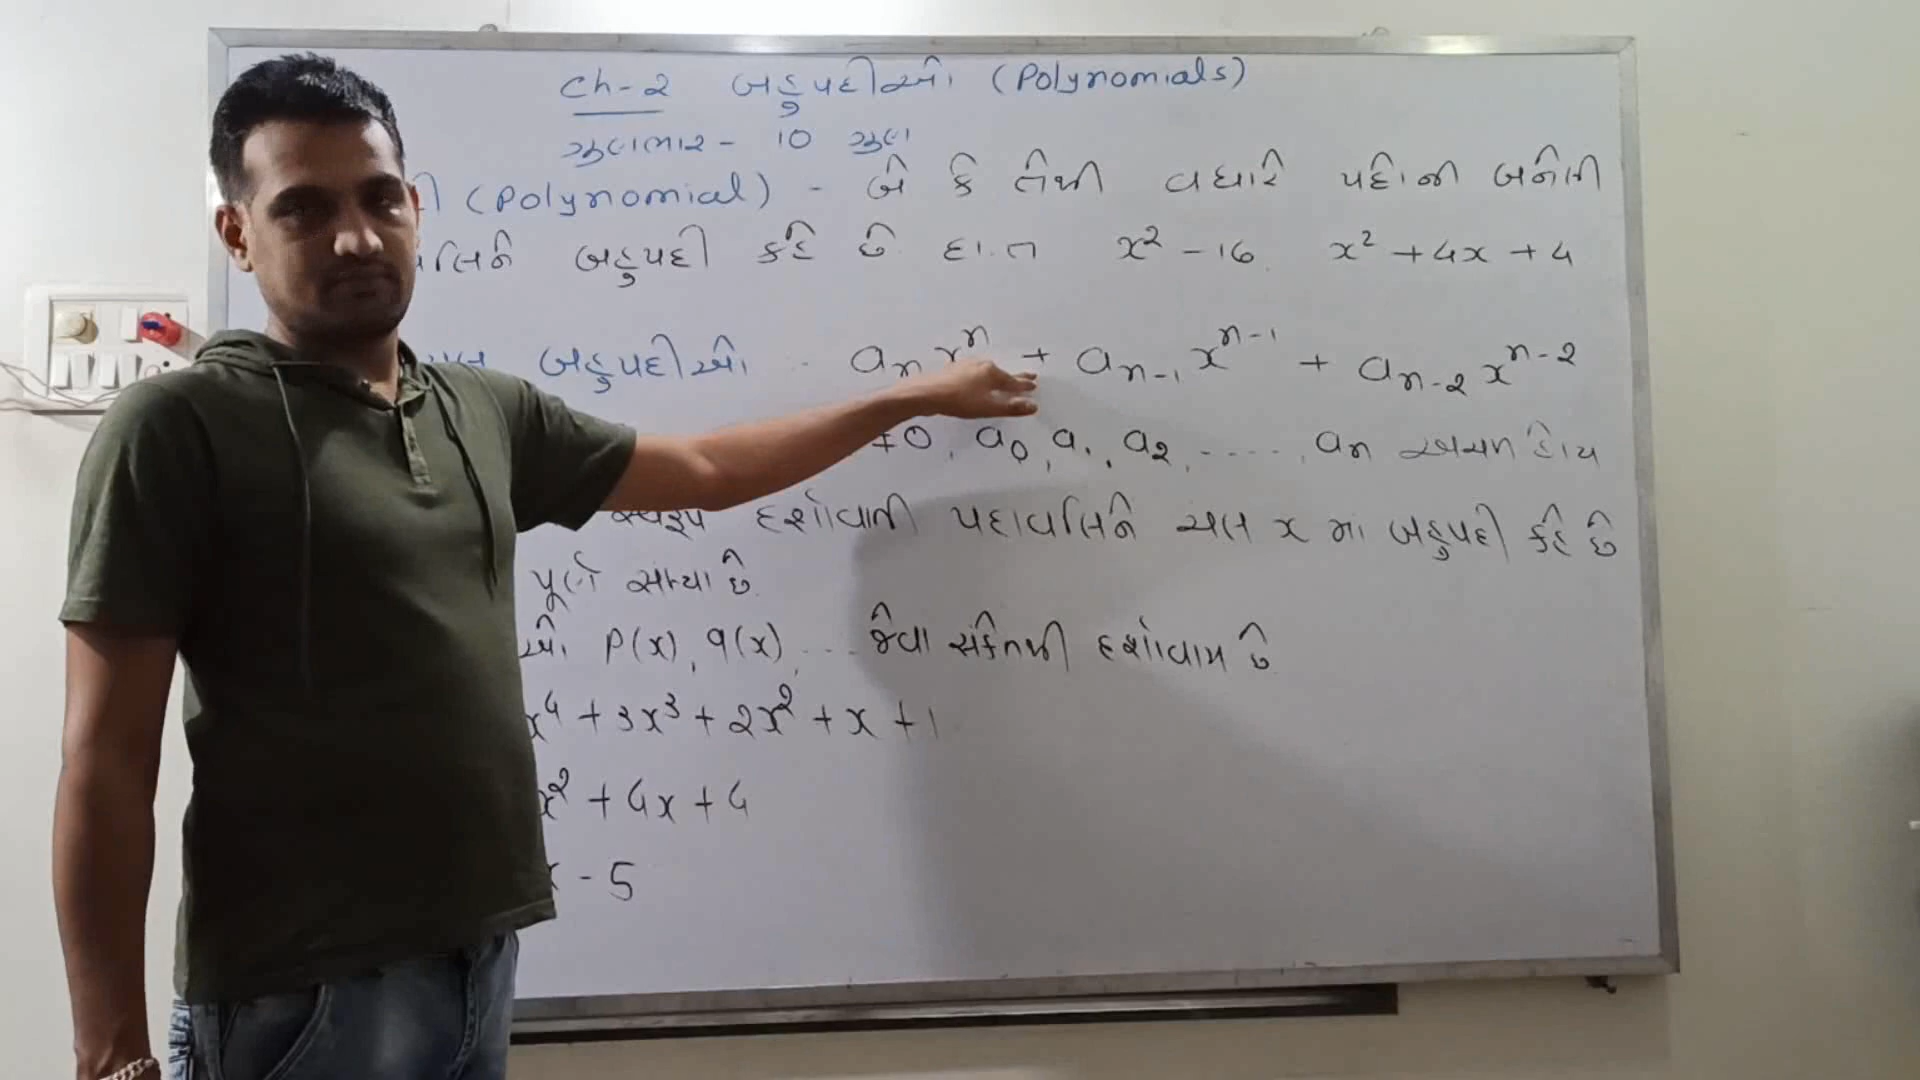 Ch-2 બહુપદીઓ (Polynomials)
ગુણભાર - 10 ગુણ
દી (Polynomial) - બે કે તેથી વધારે પદોની બનેલી
બહુપદી કહે છે. દા.ત x² - 16. x² + 4x + 4
બહુપદીઓ - aₙxⁿ + aₙ₋₁xⁿ⁻¹ + aₙ₋₂xⁿ⁻²
≠0, a₀, a₁, a₂, ....., aₙ અચળ હોય
સ્વરૂપ દર્શાવાતી પદાવલિને ચલ x માં બહુપદી કહે છે
પૂર્ણ સંખ્યા છે.
ઓ P(x), q(x), ... જેવા સંકેતથી દર્શાવાય છે
x⁴ + 3x³ + 2x² + x + 1
x² + 4x + 4
x - 5